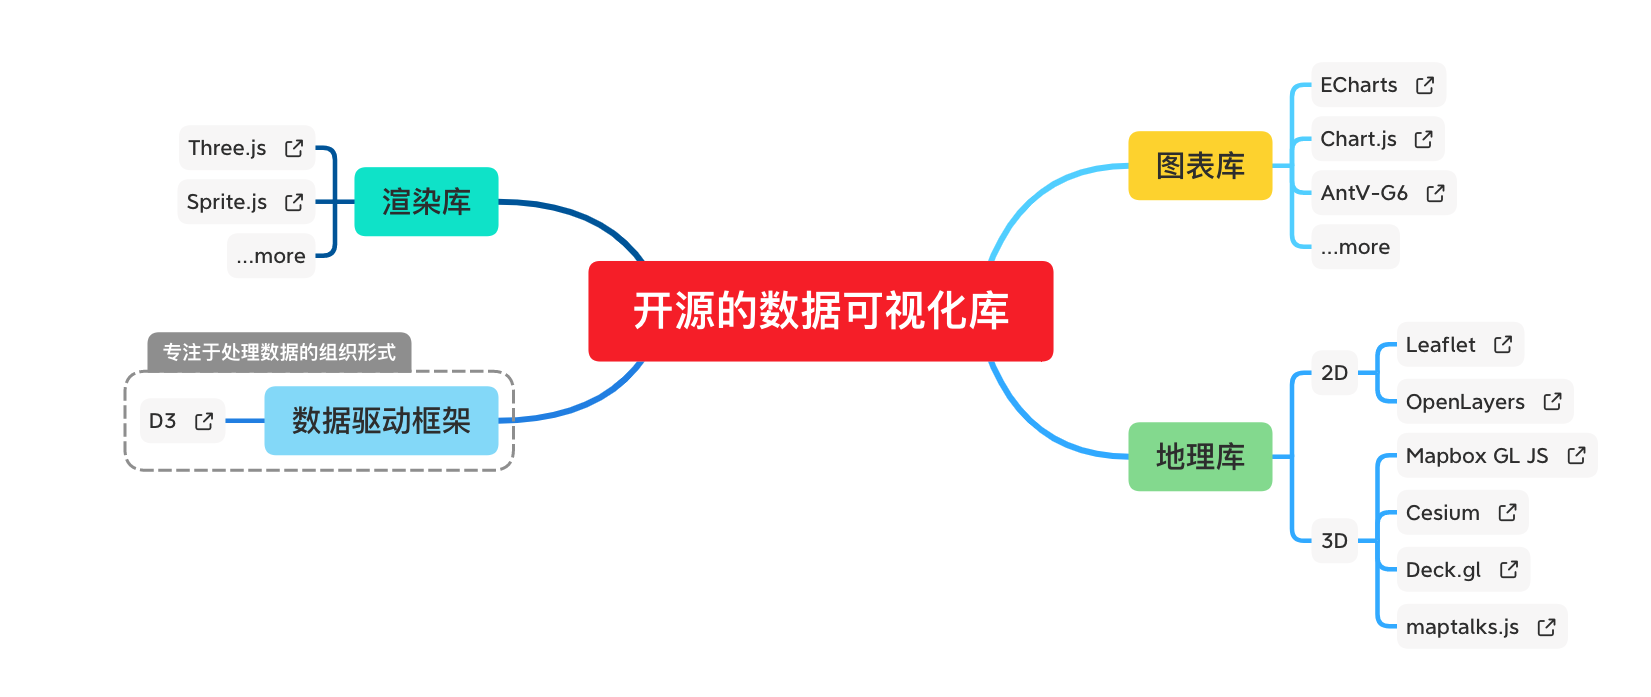 开源的数据可视化库
渲染库
Three.js
Sprite.js
...more
专注于处理数据的组织形式
数据驱动框架
D3
图表库
ECharts
Chart.js
AntV-G6
...more
地理库
2D
Leaflet
OpenLayers
3D
Mapbox GL JS
Cesium
Deck.gl
maptalks.js